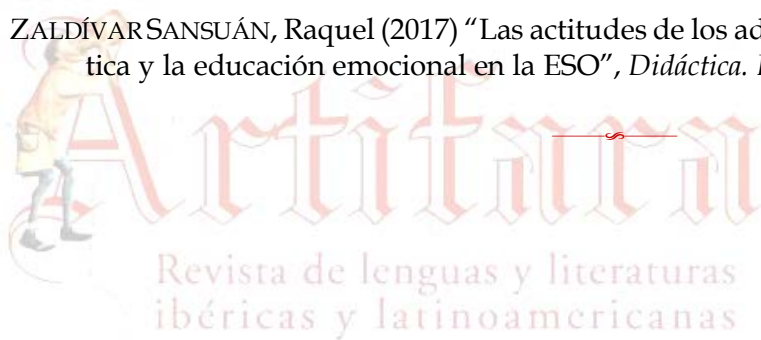 ZALDÍVAR SANSUÁN, Raquel (2017) “Las actitudes de los ad
tica y la educación emocional en la ESO”, Didáctica.
Artifara
Revista de lenguas y literaturas
ibéricas y latinoamericanas